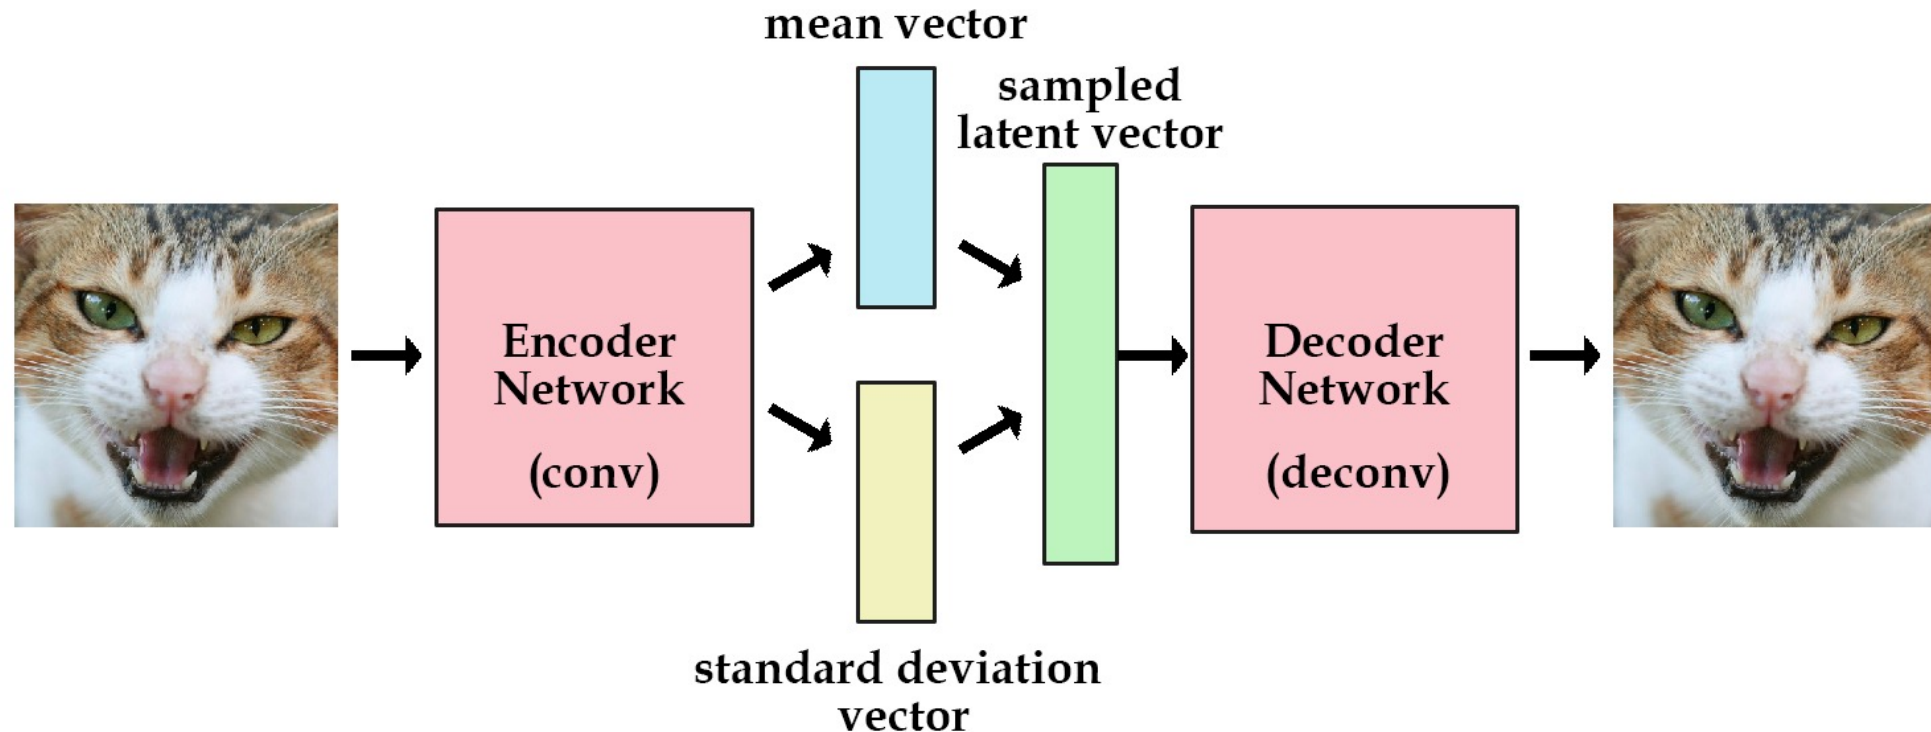 mean vector
sampled
latent vector
Encoder
Network
(conv)
Decoder
Network
(deconv)
standard deviation
vector